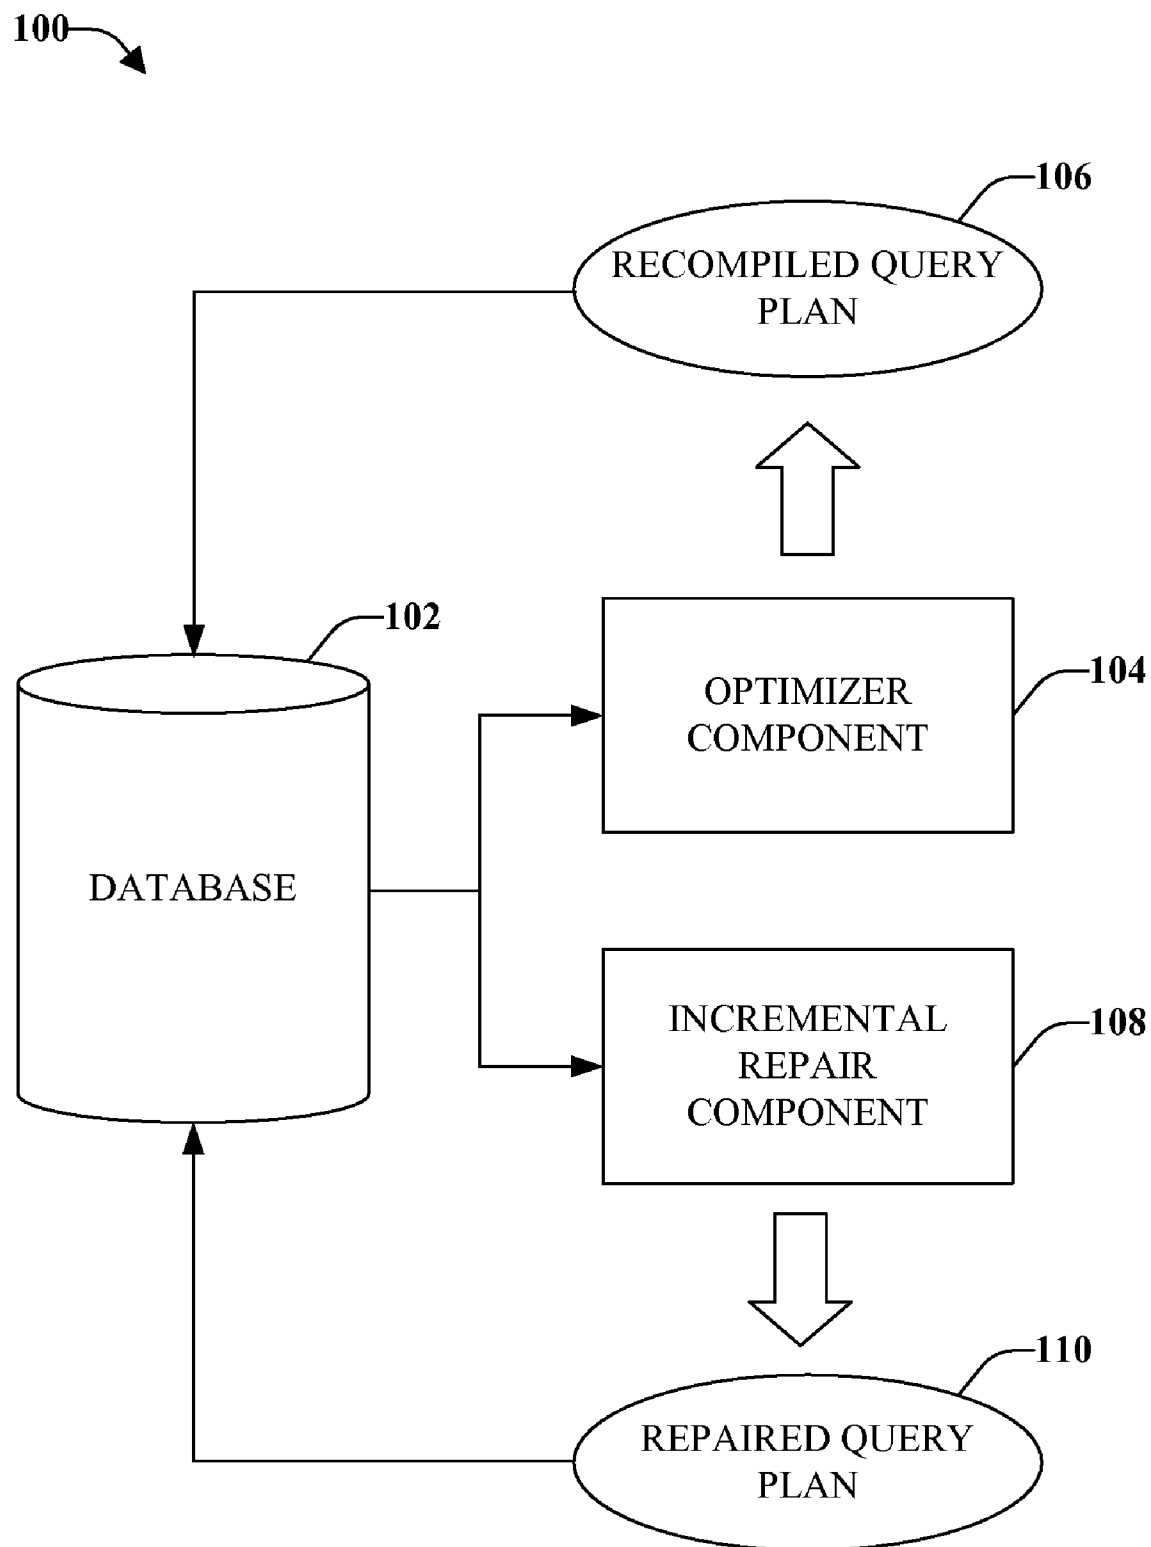 100
106
RECOMPILED QUERY
PLAN
102
104
OPTIMIZER
COMPONENT
DATABASE
108
INCREMENTAL
REPAIR
COMPONENT
110
REPAIRED QUERY
PLAN